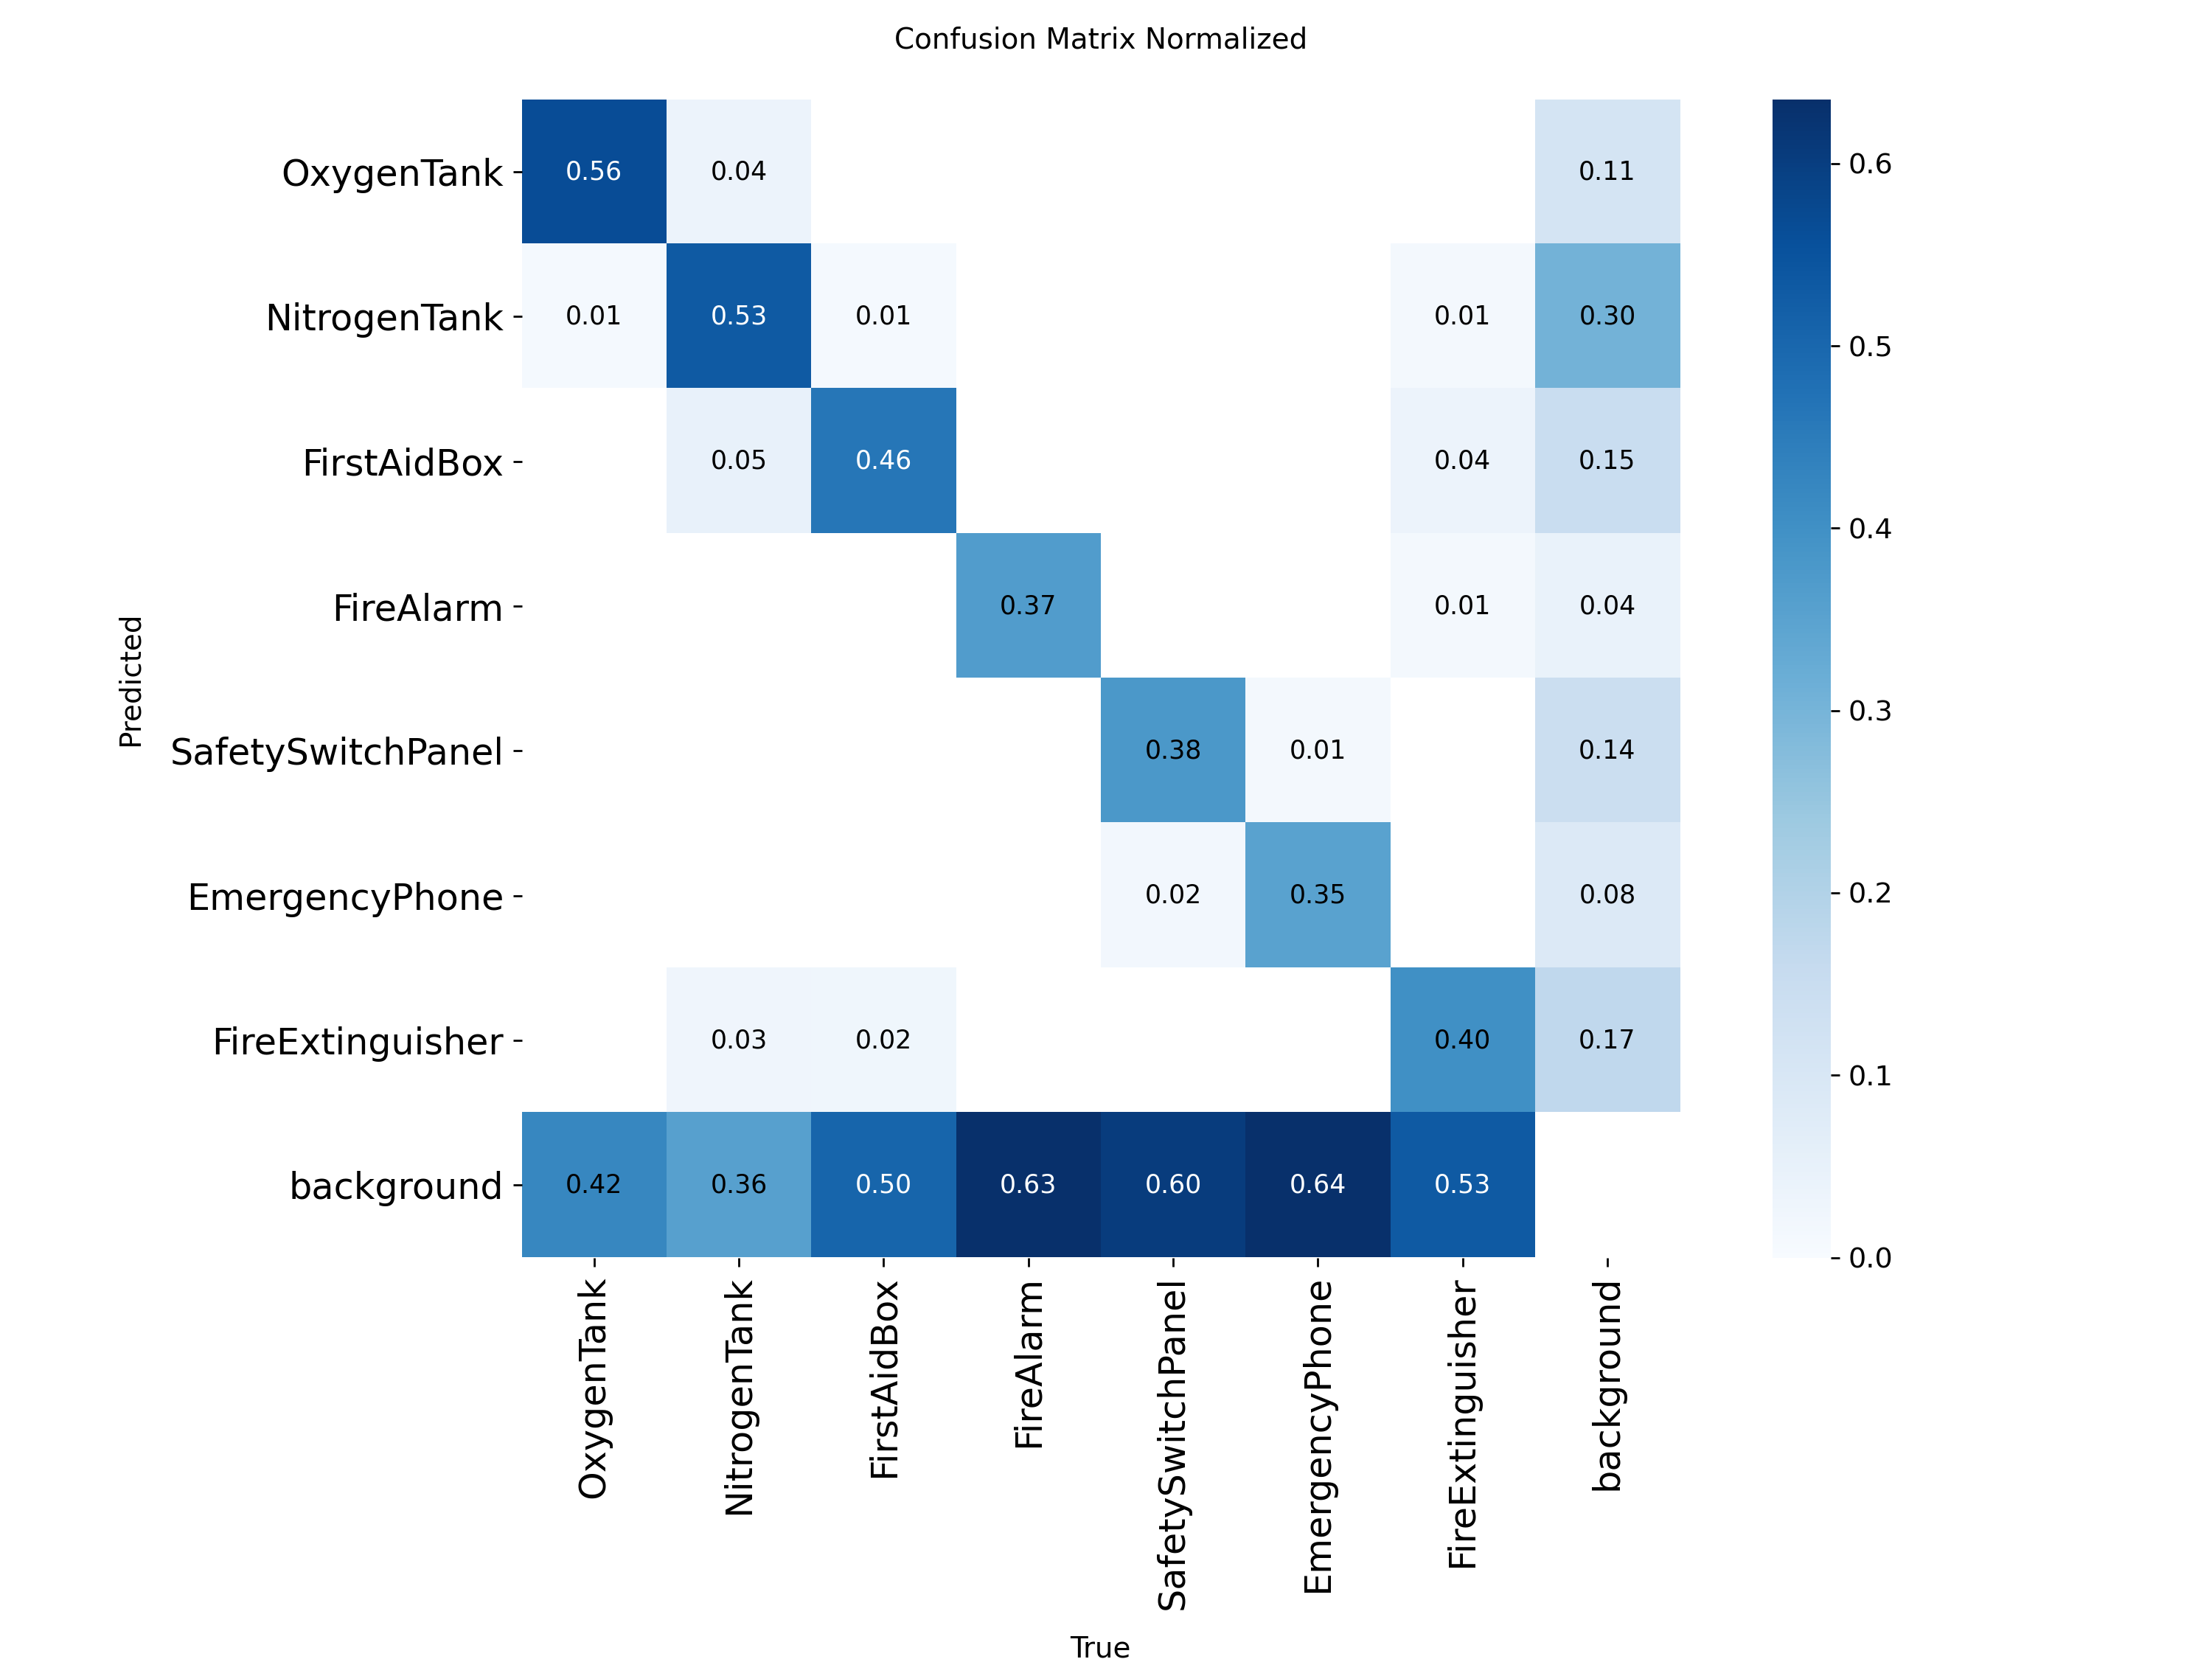 Confusion Matrix Normalized
OxygenTank 0.56 0.04 0.11
NitrogenTank 0.01 0.53 0.01 0.01 0.30
FirstAidBox 0.05 0.46 0.04 0.15
FireAlarm 0.37 0.01 0.04
SafetySwitchPanel 0.38 0.01 0.14
EmergencyPhone 0.02 0.35 0.08
FireExtinguisher 0.03 0.02 0.40 0.17
background 0.42 0.36 0.50 0.63 0.60 0.64 0.53
Predicted
OxygenTank
NitrogenTank
FirstAidBox
FireAlarm
SafetySwitchPanel
EmergencyPhone
FireExtinguisher
background
True
0.6
0.5
0.4
0.3
0.2
0.1
0.0